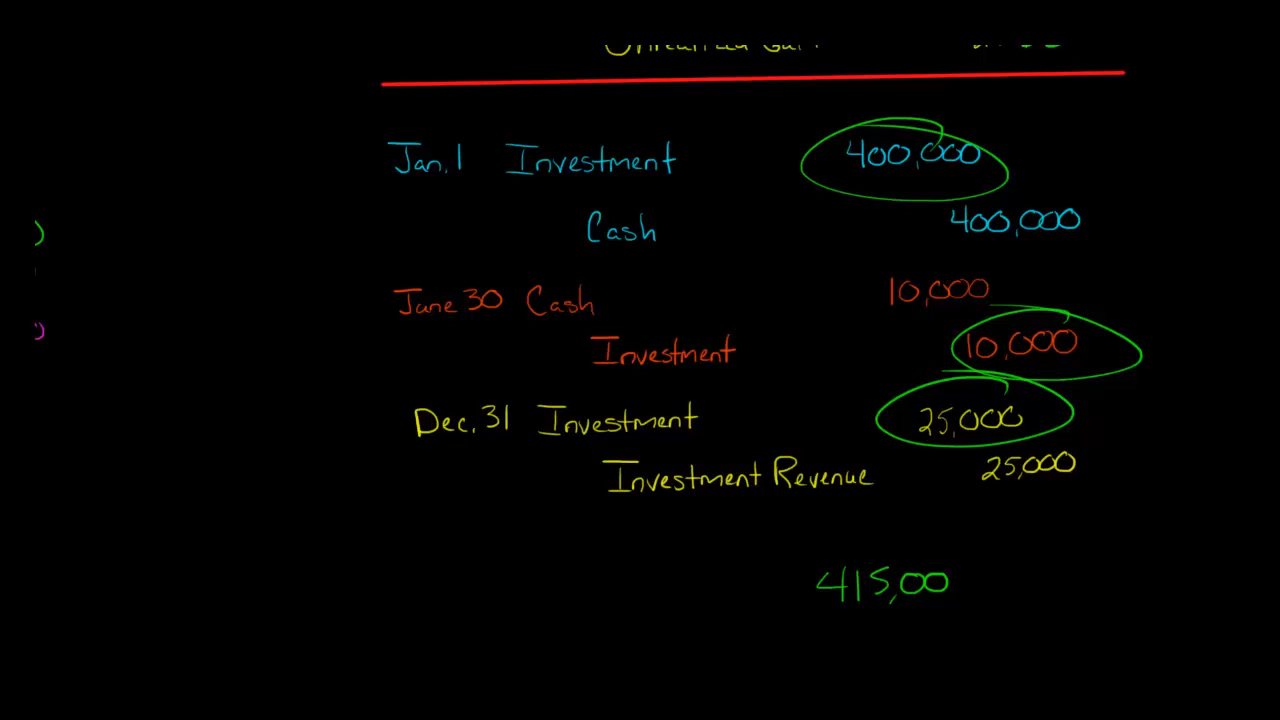 Jan. 1 Investment 400,000
Cash 400,000
June 30 Cash 10,000
Investment 10,000
Dec. 31 Investment 25,000
Investment Revenue 25,000
415,00